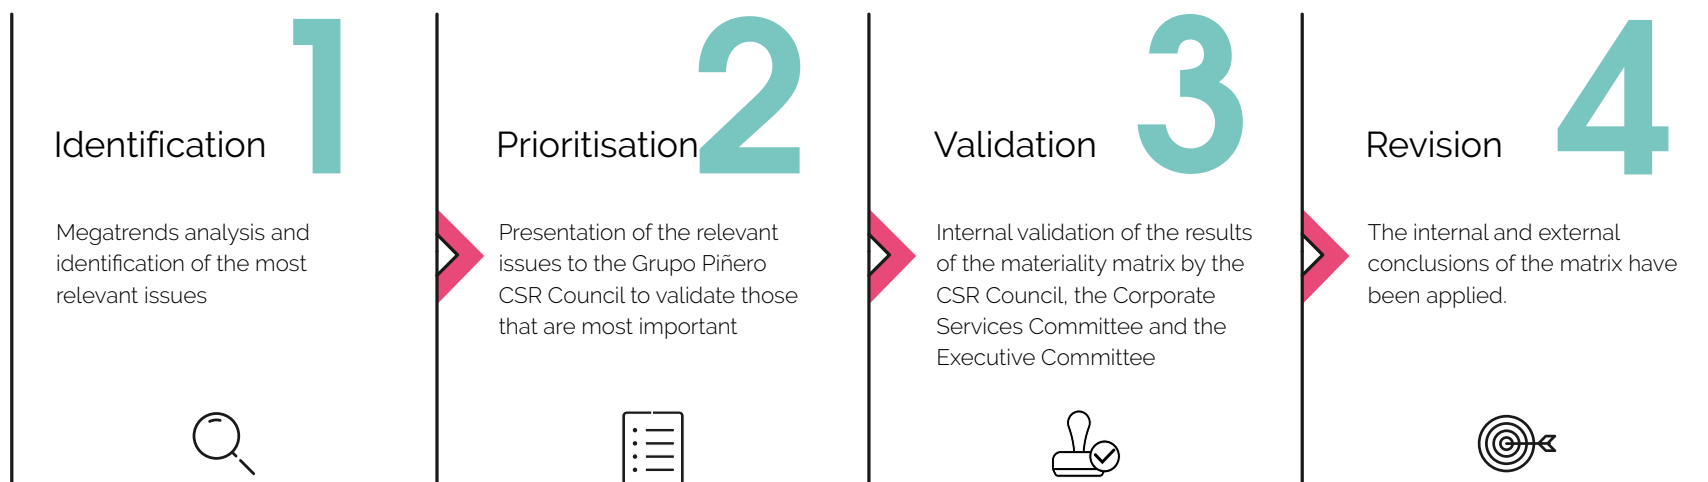 1
Identification
Megatrends analysis and
identification of the most
relevant issues
2
Prioritisation
Presentation of the relevant
issues to the Grupo Piñero
CSR Council to validate those
that are most important
3
Validation
Internal validation of the results
of the materiality matrix by the
CSR Council, the Corporate
Services Committee and the
Executive Committee
4
Revision
The internal and external
conclusions of the matrix have
been applied.